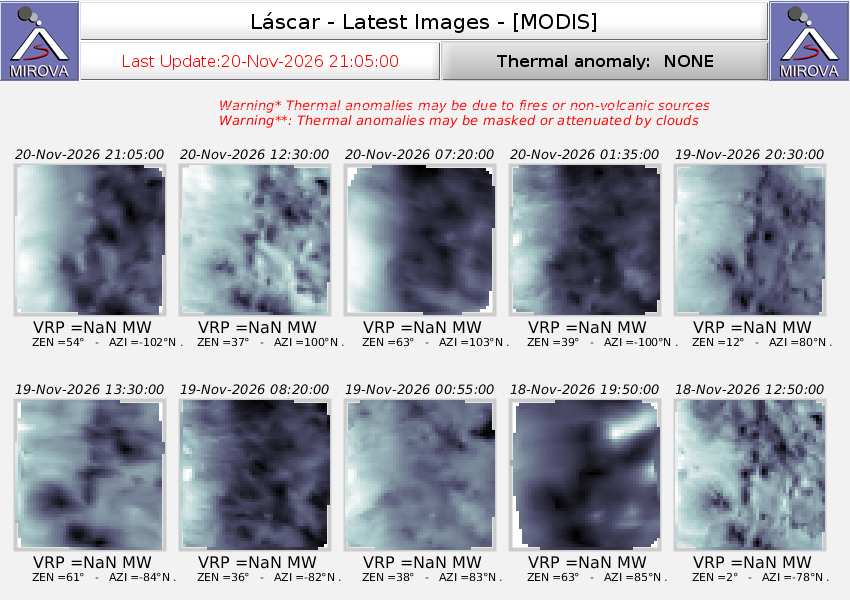 MIROVA
Láscar - Latest Images - [MODIS]
MIROVA
Last Update:20-Nov-2026 21:05:00
Thermal anomaly: NONE
Warning* Thermal anomalies may be due to fires or non-volcanic sources
Warning**: Thermal anomalies may be masked or attenuated by clouds
20-Nov-2026 21:05:00
20-Nov-2026 12:30:00
20-Nov-2026 07:20:00
20-Nov-2026 01:35:00
19-Nov-2026 20:30:00
VRP =NaN MW
VRP =NaN MW
VRP =NaN MW
VRP =NaN MW
VRP =NaN MW
ZEN =54° - AZI =-102°N .
ZEN =37° - AZI =100°N .
ZEN =63° - AZI =103°N .
ZEN =39° - AZI =-100°N .
ZEN =12° - AZI =80°N .
19-Nov-2026 13:30:00
19-Nov-2026 08:20:00
19-Nov-2026 00:55:00
18-Nov-2026 19:50:00
18-Nov-2026 12:50:00
VRP =NaN MW
VRP =NaN MW
VRP =NaN MW
VRP =NaN MW
VRP =NaN MW
ZEN =61° - AZI =-84°N .
ZEN =36° - AZI =-82°N .
ZEN =38° - AZI =83°N .
ZEN =63° - AZI =85°N .
ZEN =2° - AZI =-78°N .